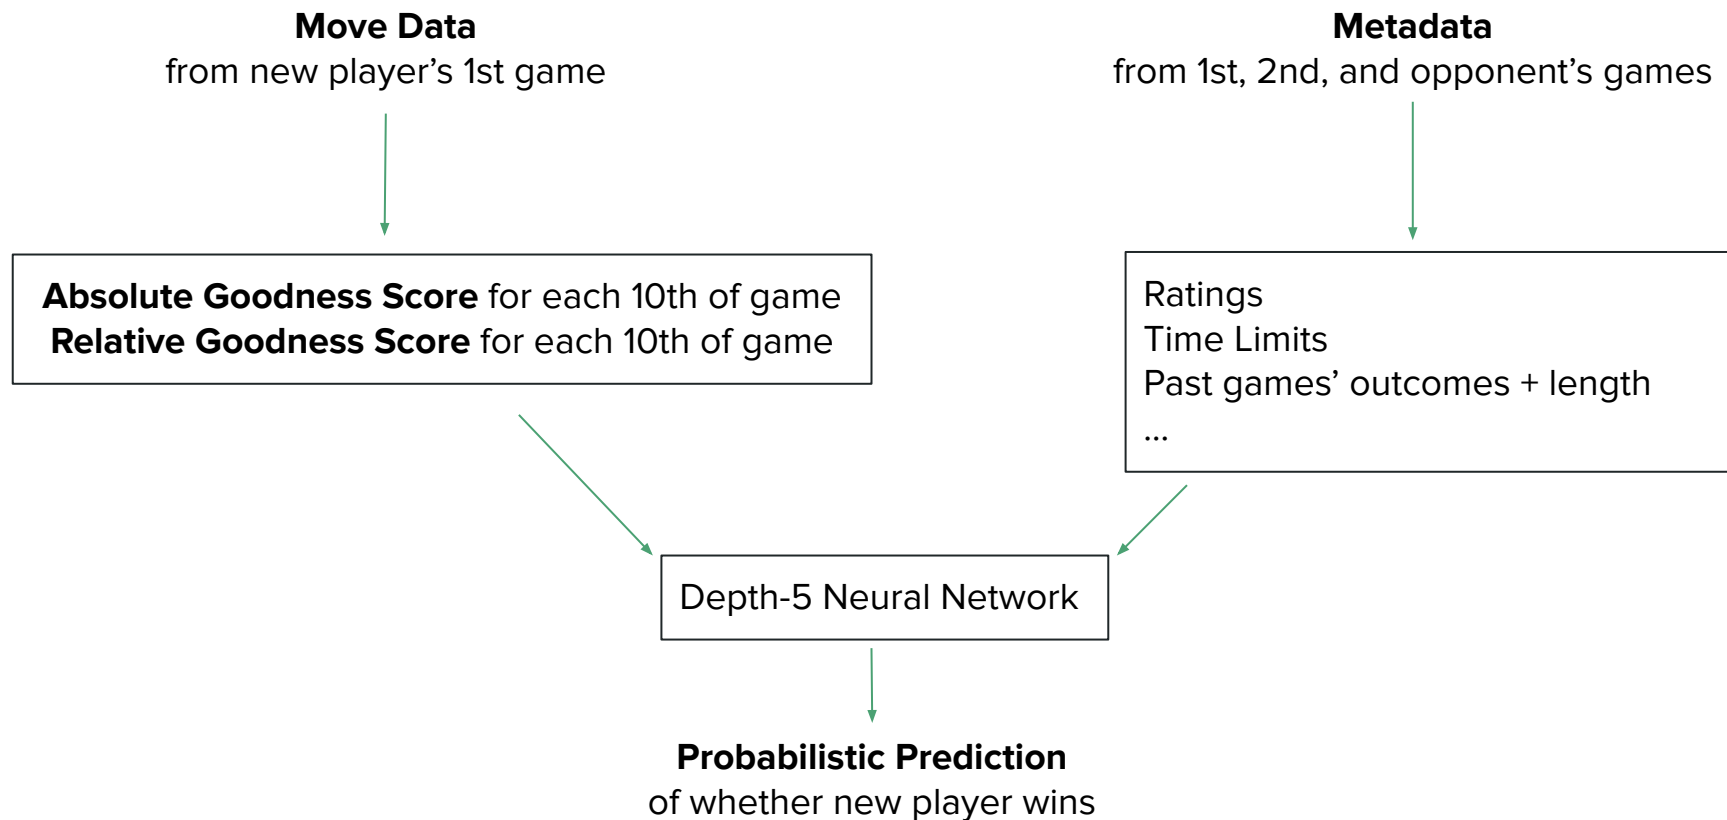 Move Data
from new player’s 1st game
Metadata
from 1st, 2nd, and opponent’s games
Absolute Goodness Score for each 10th of game
Relative Goodness Score for each 10th of game
Ratings
Time Limits
Past games’ outcomes + length
...
Depth-5 Neural Network
Probabilistic Prediction
of whether new player wins